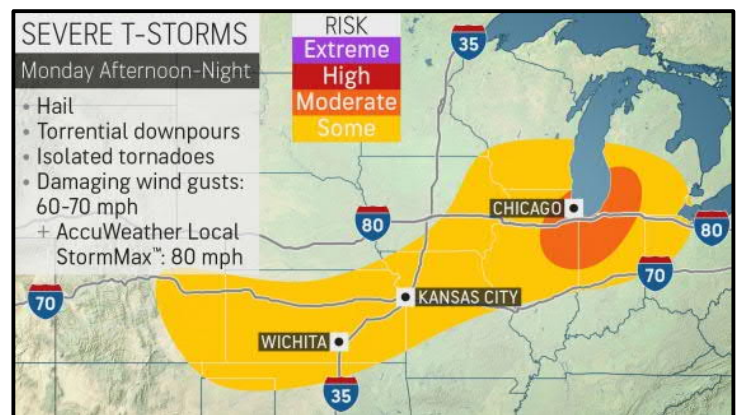 SEVERE T-STORMS
Monday Afternoon-Night
• Hail
• Torrential downpours
• Isolated tornadoes
• Damaging wind gusts:
60-70 mph
+ AccuWeather Local
StormMax™: 80 mph
RISK
Extreme
High
Moderate
Some
35
CHICAGO
80
80
70
70
KANSAS CITY
WICHITA
35